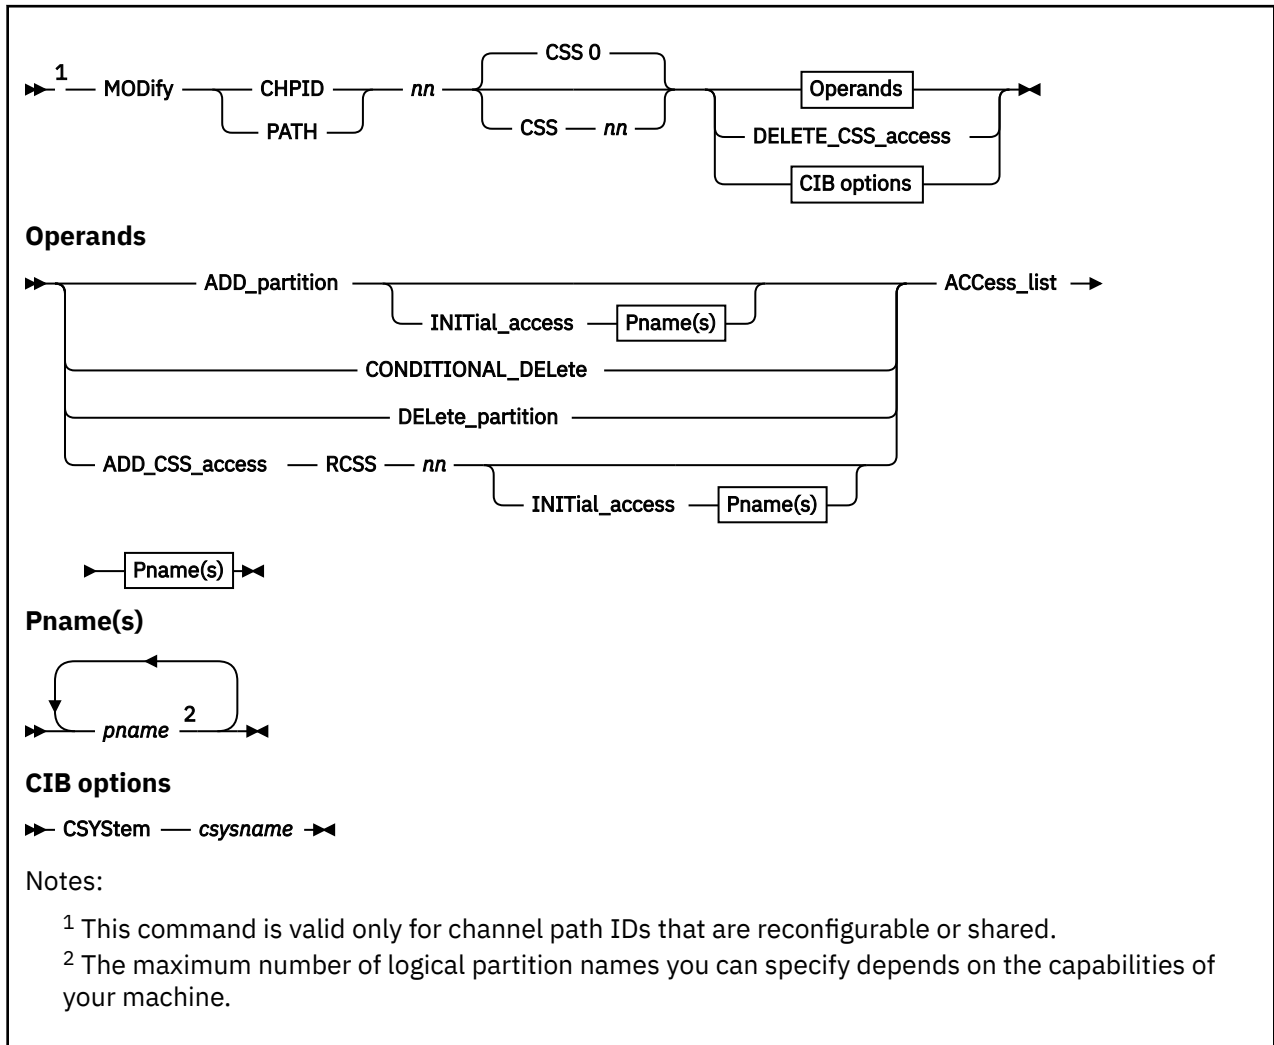 CSS 0
1 MODify CHPID nn Operands
PATH CSS nn DELETE_CSS_access
CIB options
Operands
ADD_partition ACCess_list
INITial_access Pname(s)
CONDITIONAL_DELete
DELete_partition
ADD_CSS_access RCSS nn
INITial_access Pname(s)
Pname(s)
Pname(s)
pname 2
CIB options
CSYStem csysname
Notes:
1 This command is valid only for channel path IDs that are reconfigurable or shared.
2 The maximum number of logical partition names you can specify depends on the capabilities of
your machine.